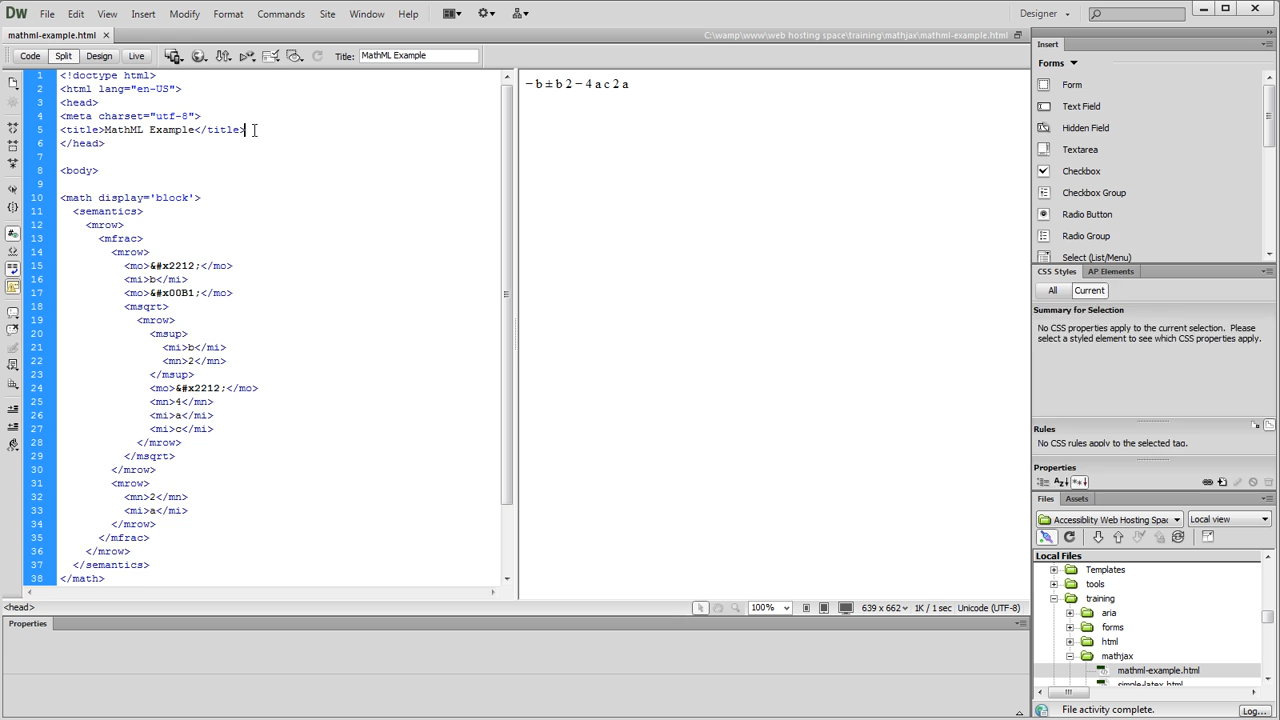 Dw File Edit View Insert Modify Format Commands Site Window Help Designer
mathml-example.html × C:\wamp\www\web hosting space\training\mathjax\mathml-example.html
Code Split Design Live Title: MathML Example
1 <!doctype html>
2 <html lang="en-US">
3 <head>
4 <meta charset="utf-8">
5 <title>MathML Example</title>
6 </head>
7
8 <body>
9
10 <math display='block'>
11 <semantics>
12 <mrow>
13 <mfrac>
14 <mrow>
15 <mo>&#x2212;</mo>
16 <mi>b</mi>
17 <mo>&#x00B1;</mo>
18 <msqrt>
19 <mrow>
20 <msup>
21 <mi>b</mi>
22 <mn>2</mn>
23 </msup>
24 <mo>&#x2212;</mo>
25 <mn>4</mn>
26 <mi>a</mi>
27 <mi>c</mi>
28 </mrow>
29 </msqrt>
30 </mrow>
31 <mrow>
32 <mn>2</mn>
33 <mi>a</mi>
34 </mrow>
35 </mfrac>
36 </mrow>
37 </semantics>
38 </math>
− b ± b 2 − 4 a c 2 a
<head> 100% 639 x 662 1K / 1 sec Unicode (UTF-8)
Properties
Insert
Forms
Form
Text Field
Hidden Field
Textarea
Checkbox
Checkbox Group
Radio Button
Radio Group
Select (List/Menu)
CSS Styles AP Elements
All Current
Summary for Selection
No CSS properties apply to the current selection. Please
select a styled element to see which CSS properties apply.
Rules
No CSS rules apply to the selected tag.
Properties
Az↓
Files Assets
Accessiblity Web Hosting Spac Local view
Local Files
Templates
tools
training
aria
forms
html
mathjax
mathml-example.html
simple-latex.html
File activity complete. Log...